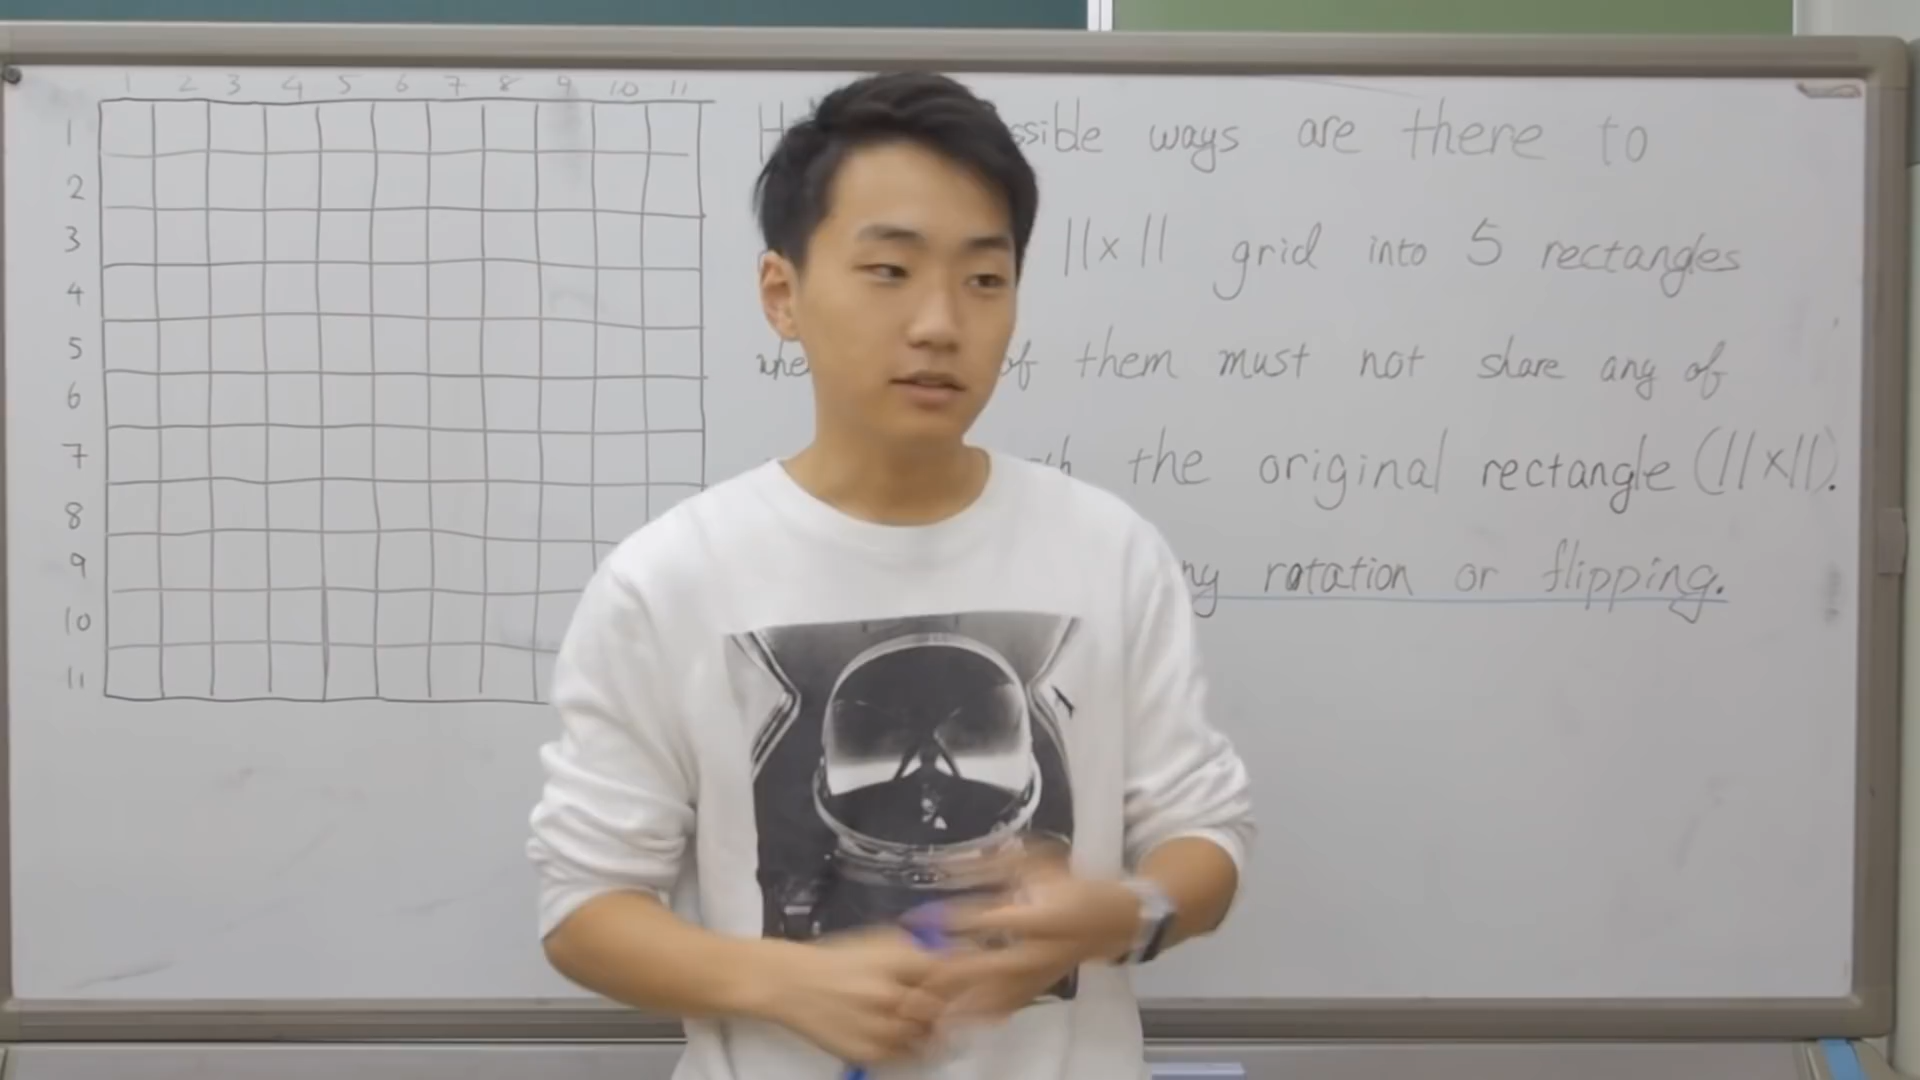 1 2 3 4 5 6 7 8 9 10 11
1
2
3
4
5
6
7
8
9
10
11
ssible ways are there to
11x11 grid into 5 rectangles
of them must not share any of
the original rectangle (11x11).
ny rotation or flipping.